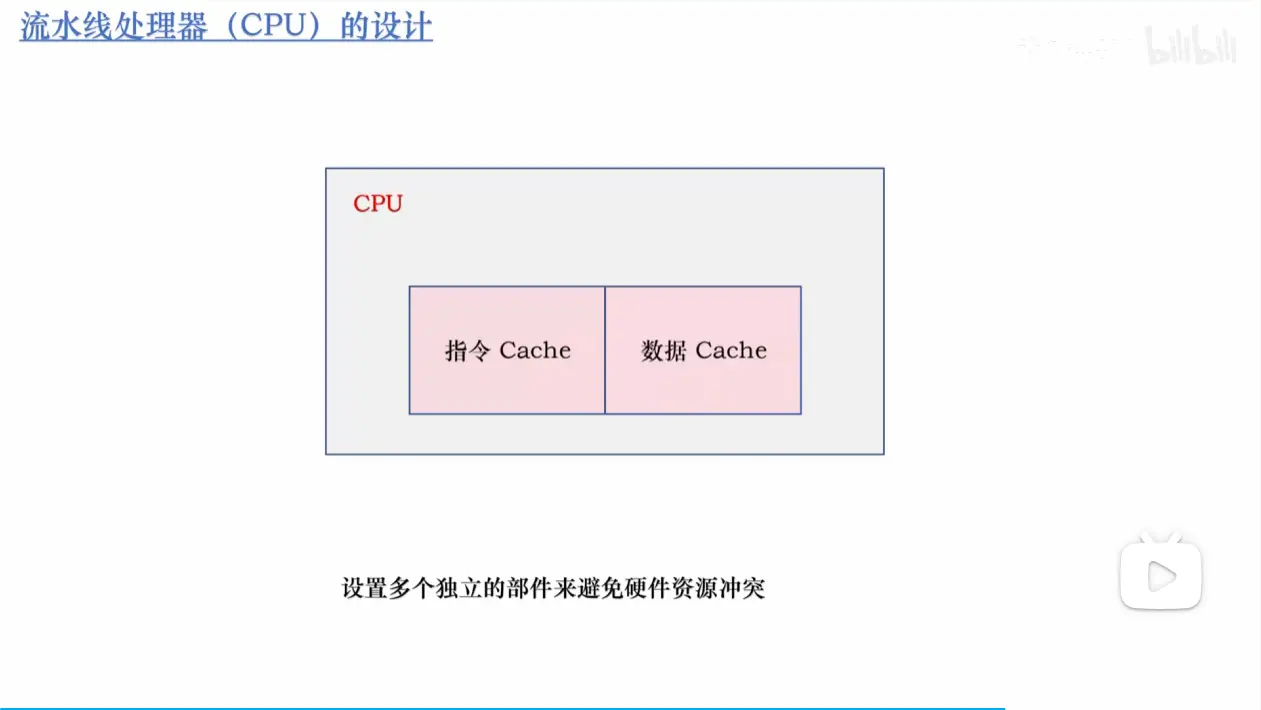 流水线处理器（CPU）的设计
bilibili
CPU
指令 Cache
数据 Cache
设置多个独立的部件来避免硬件资源冲突